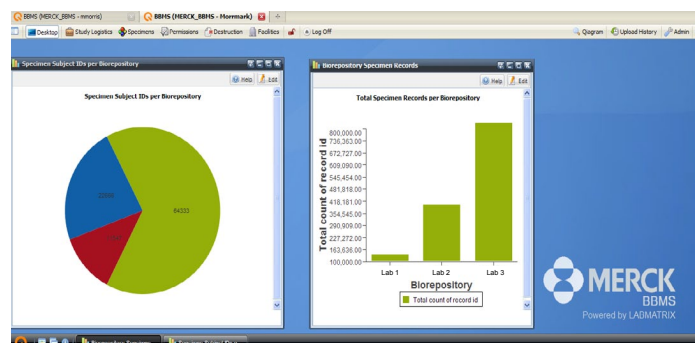 BBMS (MERCK_BBMS - mmorris) BBMS (MERCK_BBMS - Morrmark)
Desktop Study Logistics Specimens Permissions Destruction Facilities Log Off Qiagram Upload History Admin
Specimen Subject IDs per Biorepository
Help Edit
Specimen Subject IDs per Biorepository
64333
Biorepository Specimen Records
Help Edit
Total Specimen Records per Biorepository
Total count of record id
800,000.00
736,363.00
672,727.00
609,090.00
545,454.00
481,818.00
418,181.00
354,545.00
290,909.00
227,272.00
163,636.00
100,000.00
Lab 1 Lab 2 Lab 3
Biorepository
Total count of record id
MERCK
BBMS
Powered by LABMATRIX